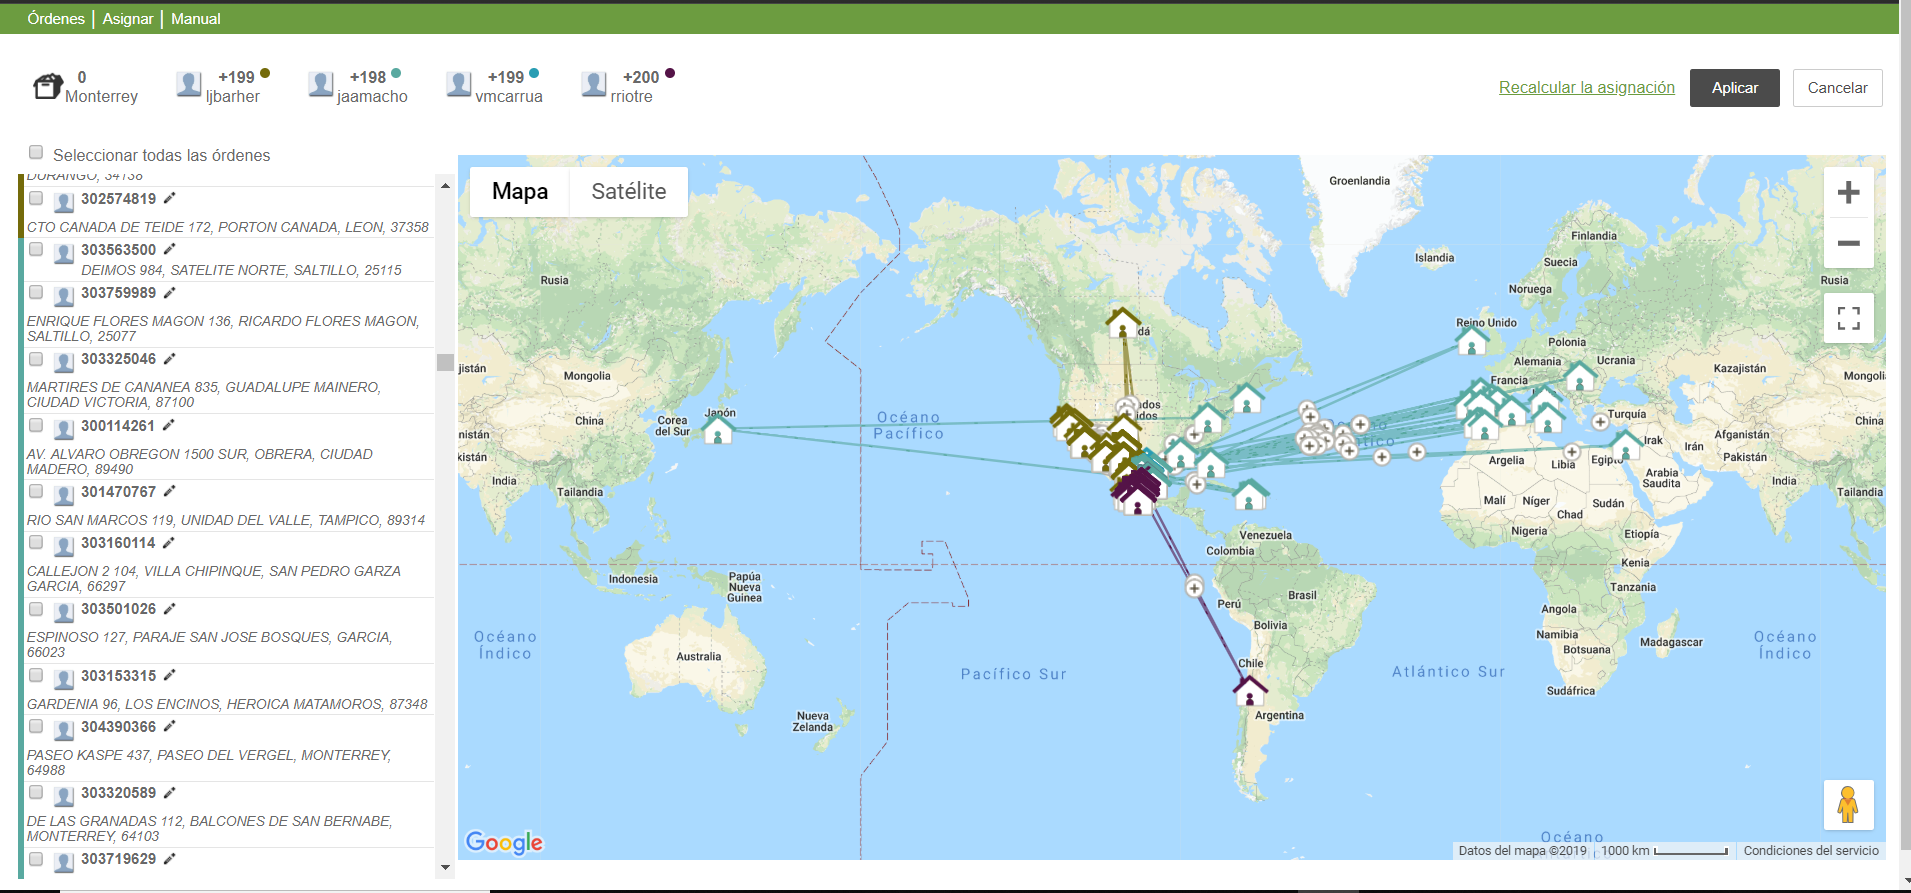 Órdenes | Asignar | Manual
0
Monterrey
+199
ljbarher
+198
jaamacho
+199
vmcarrua
+200
rriotre
Recalcular la asignación
Aplicar
Cancelar
Seleccionar todas las órdenes
DURANGO, 34138
302574819
CTO CANADA DE TEIDE 172, PORTON CANADA, LEON, 37358
303563500
DEIMOS 984, SATELITE NORTE, SALTILLO, 25115
303759989
ENRIQUE FLORES MAGON 136, RICARDO FLORES MAGON,
SALTILLO, 25077
303325046
MARTIRES DE CANANEA 835, GUADALUPE MAINERO,
CIUDAD VICTORIA, 87100
300114261
AV. ALVARO OBREGON 1500 SUR, OBRERA, CIUDAD
MADERO, 89490
301470767
RIO SAN MARCOS 119, UNIDAD DEL VALLE, TAMPICO, 89314
303160114
CALLEJON 2 104, VILLA CHIPINQUE, SAN PEDRO GARZA
GARCIA, 66297
303501026
ESPINOSO 127, PARAJE SAN JOSE BOSQUES, GARCIA,
66023
303153315
GARDENIA 96, LOS ENCINOS, HEROICA MATAMOROS, 87348
304390366
PASEO KASPE 437, PASEO DEL VERGEL, MONTERREY,
64988
303320589
DE LAS GRANADAS 112, BALCONES DE SAN BERNABE,
MONTERREY, 64103
303719629
Mapa
Satélite
Groenlandia
Islandia
Finlandia
Suecia
Noruega
Rusia
Rusia
Reino Unido
Polonia
Alemania
Ucrania
Francia
Kazajistán
Mongolia
Mongoli
jistán
China
Corea
del Sur
Japón
Océano
Pacífico
dá
ados
idos
Turquía
Afganistán
China
nistán
Irak
Irán
Pakistán
kistán
Argelia
Libia
Egipto
Arabia
Saudita
India
India
Tailandia
Tailandia
Malí
Níger
Sudán
Chad
Nigeria
Etiopía
Venezuela
Colombia
Kenia
Indonesia
Papúa
Nueva
Guinea
Perú
Brasil
Tanzania
Angola
Bolivia
Namibia
Botsuana
Madagascar
Océano
Índico
Océano
Índico
Australia
Pacífico Sur
Chile
Atlántico Sur
Sudáfrica
Nueva
Zelanda
Argentina
Océano
Google
Datos del mapa ©2019
1000 km
Condiciones del servicio